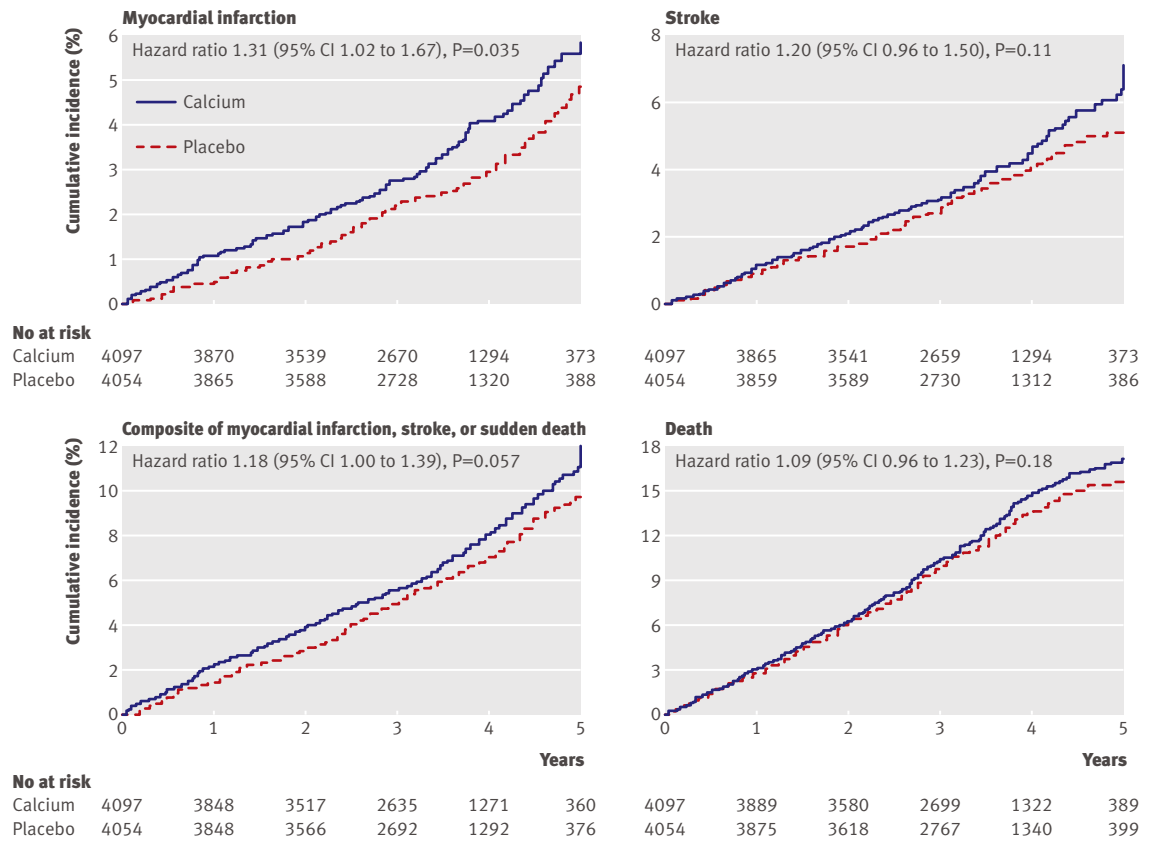 Myocardial infarction
Cumulative incidence (%)
6
5
4
3
2
1
0
Hazard ratio 1.31 (95% CI 1.02 to 1.67), P=0.035
Calcium
Placebo
Stroke
8
6
4
2
0
Hazard ratio 1.20 (95% CI 0.96 to 1.50), P=0.11
No at risk
Calcium 4097 3870 3539 2670 1294 373 4097 3865 3541 2659 1294 373
Placebo 4054 3865 3588 2728 1320 388 4054 3859 3589 2730 1312 386
Composite of myocardial infarction, stroke, or sudden death
Cumulative incidence (%)
12
10
8
6
4
2
0
Hazard ratio 1.18 (95% CI 1.00 to 1.39), P=0.057
0 1 2 3 4 5
Years
Death
18
15
12
9
6
3
0
Hazard ratio 1.09 (95% CI 0.96 to 1.23), P=0.18
0 1 2 3 4 5
Years
No at risk
Calcium 4097 3848 3517 2635 1271 360 4097 3889 3580 2699 1322 389
Placebo 4054 3848 3566 2692 1292 376 4054 3875 3618 2767 1340 399